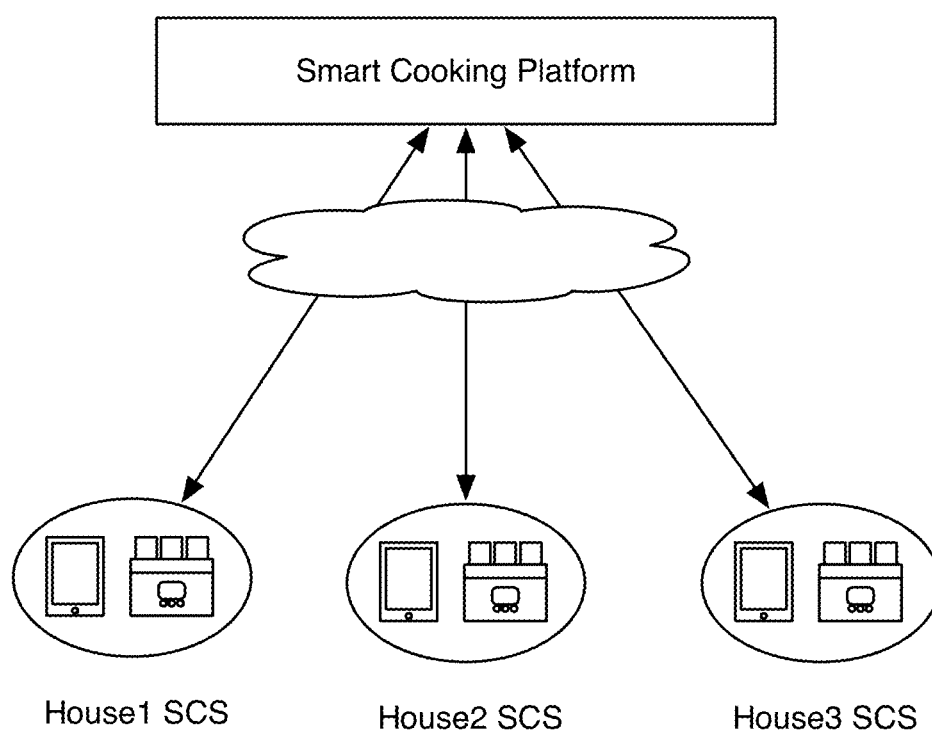 Smart Cooking Platform
House1 SCS
House2 SCS
House3 SCS